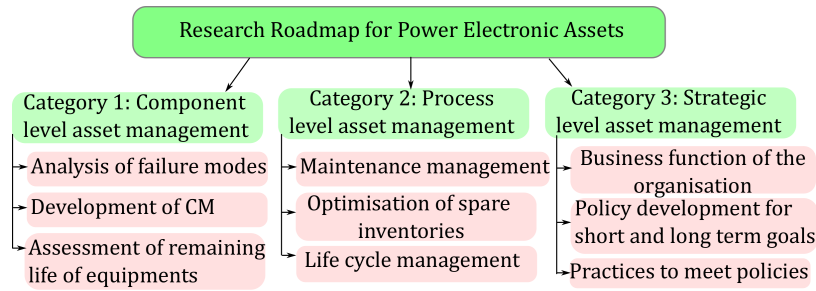 Research Roadmap for Power Electronic Assets
Category 1: Component
level asset management
Analysis of failure modes
Development of CM
Assessment of remaining
life of equipments
Category 2: Process
level asset management
Maintenance management
Optimisation of spare
inventories
Life cycle management
Category 3: Strategic
level asset management
Business function of the
organisation
Policy development for
short and long term goals
Practices to meet policies